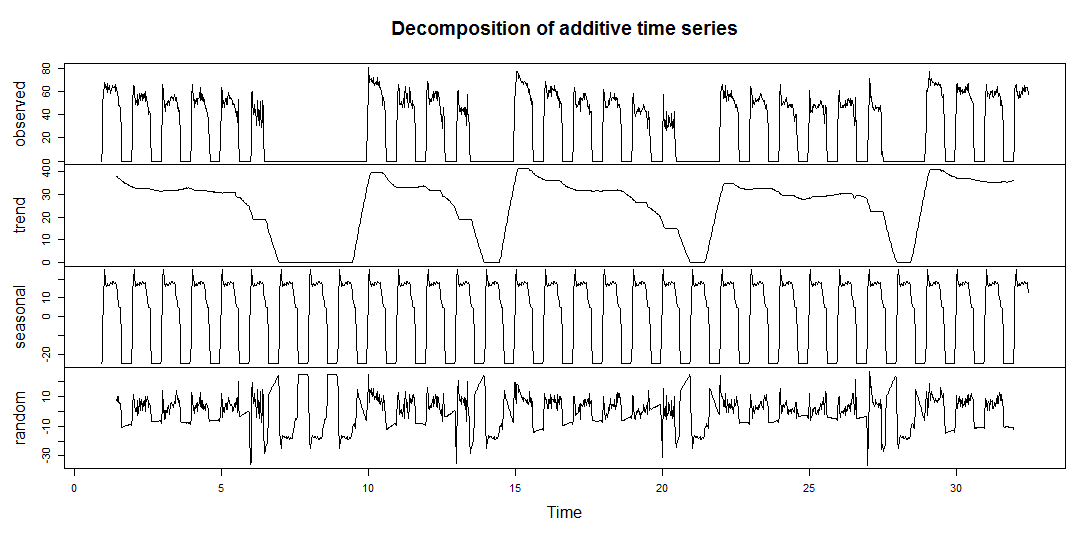 Decomposition of additive time series
observed
0 20 40 60 80
trend
0 10 20 30 40
seasonal
-20 0 10
random
-30 -10 10
0 5 10 15 20 25 30
Time